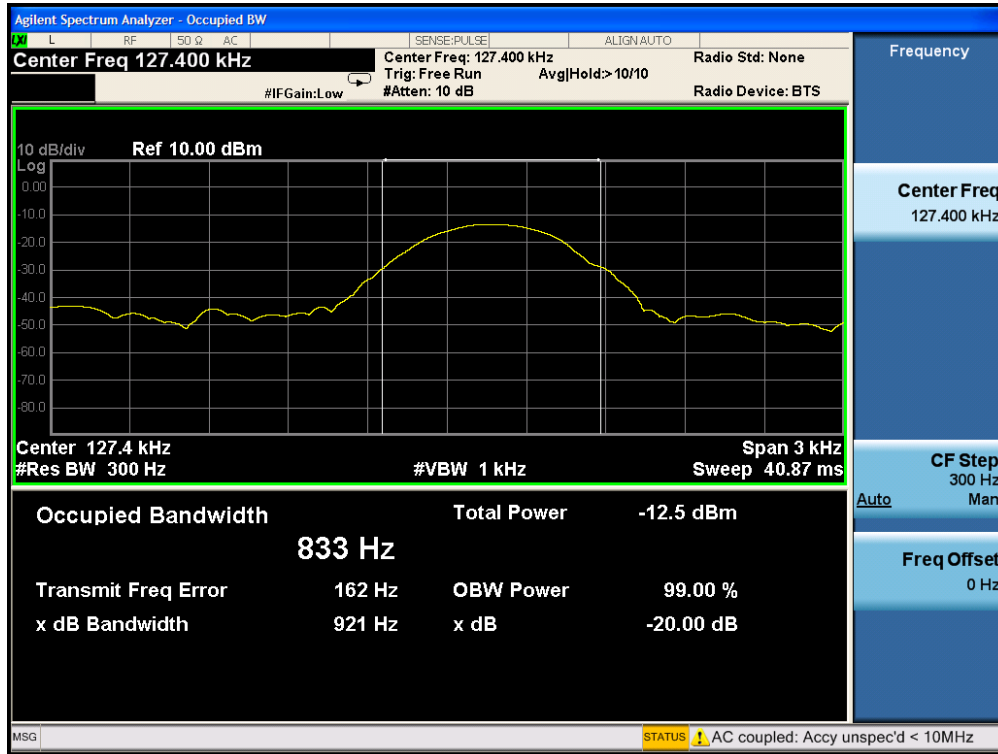 Agilent Spectrum Analyzer - Occupied BW
LXI L RF 50 Ω AC SENSE:PULSE ALIGN AUTO
Center Freq 127.400 kHz
Center Freq: 127.400 kHz
Radio Std: None
Trig: Free Run
Avg|Hold:>10/10
#IFGain:Low
#Atten: 10 dB
Radio Device: BTS
10 dB/div
Ref 10.00 dBm
Log
0.00
-10.0
-20.0
-30.0
-40.0
-50.0
-60.0
-70.0
-80.0
Center 127.4 kHz
Span 3 kHz
#Res BW 300 Hz
#VBW 1 kHz
Sweep 40.87 ms
Occupied Bandwidth
Total Power
-12.5 dBm
833 Hz
Transmit Freq Error
162 Hz
OBW Power
99.00 %
x dB Bandwidth
921 Hz
x dB
-20.00 dB
Frequency
Center Freq
127.400 kHz
CF Step
300 Hz
Auto Man
Freq Offset
0 Hz
MSG
STATUS
AC coupled: Accy unspec'd < 10MHz